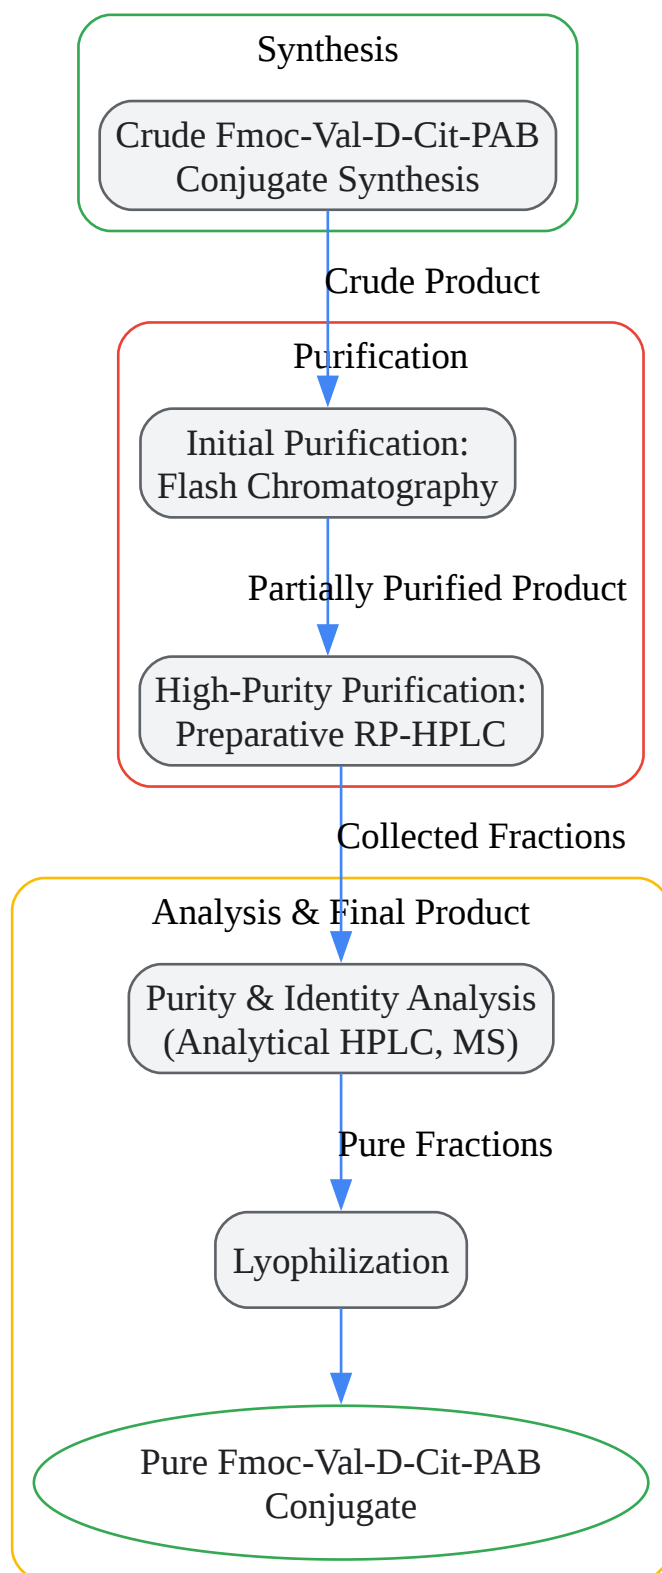 Synthesis
Crude Fmoc-Val-D-Cit-PAB
Conjugate Synthesis
Crude Product
Purification
Initial Purification:
Flash Chromatography
Partially Purified Product
High-Purity Purification:
Preparative RP-HPLC
Collected Fractions
Analysis & Final Product
Purity & Identity Analysis
(Analytical HPLC, MS)
Pure Fractions
Lyophilization
Pure Fmoc-Val-D-Cit-PAB
Conjugate